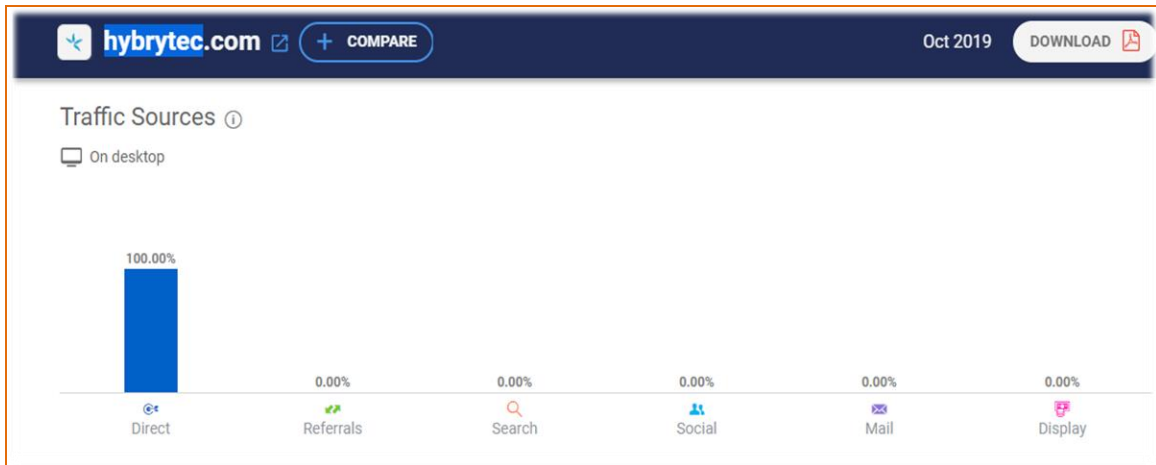 hybrytec.com + COMPARE Oct 2019 DOWNLOAD
Traffic Sources
On desktop
100.00% 0.00% 0.00% 0.00% 0.00% 0.00%
Direct Referrals Search Social Mail Display